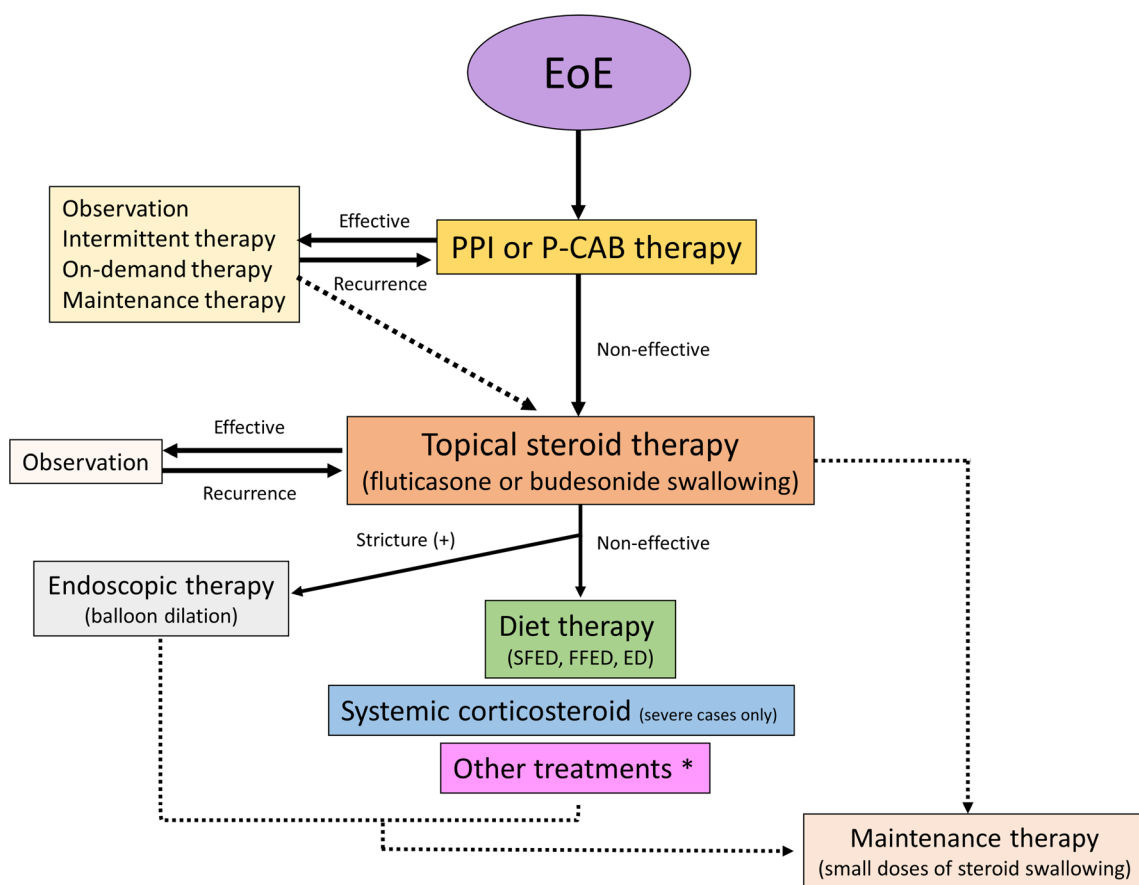 EoE
Observation
Intermittent therapy
On-demand therapy
Maintenance therapy
Effective
Recurrence
PPI or P-CAB therapy
Non-effective
Topical steroid therapy
(fluticasone or budesonide swallowing)
Effective
Recurrence
Observation
Stricture (+)
Non-effective
Endoscopic therapy
(balloon dilation)
Diet therapy
(SFED, FFED, ED)
Systemic corticosteroid (severe cases only)
Other treatments *
Maintenance therapy
(small doses of steroid swallowing)